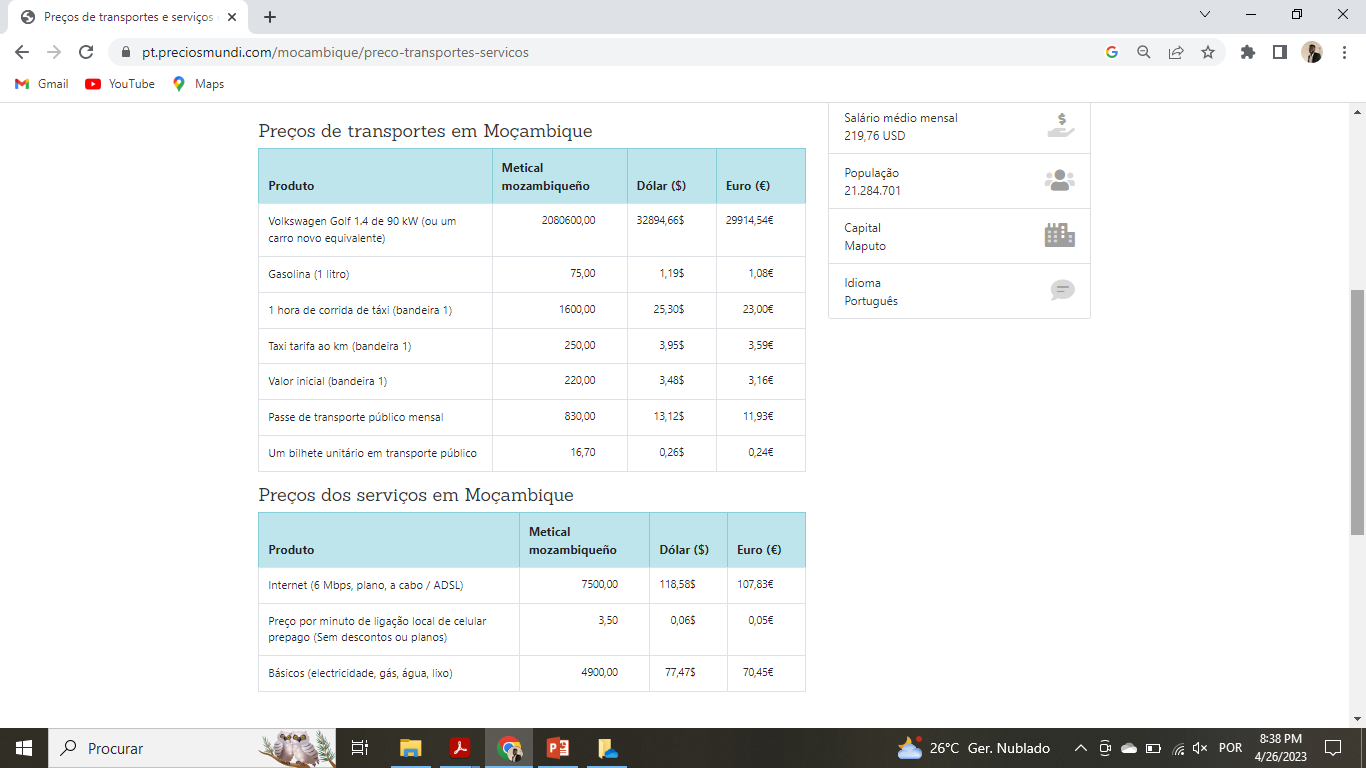 Preços de transportes e serviços
pt.preciosmundi.com/mocambique/preco-transportes-servicos
Gmail
YouTube
Maps
Preços de transportes em Moçambique
Produto
Metical mozambiqueño
Dólar ($)
Euro (€)
Volkswagen Golf 1.4 de 90 kW (ou um
carro novo equivalente)
2080600,00
32894,66$
29914,54€
Gasolina (1 litro)
75,00
1,19$
1,08€
1 hora de corrida de táxi (bandeira 1)
1600,00
25,30$
23,00€
Taxi tarifa ao km (bandeira 1)
250,00
3,95$
3,59€
Valor inicial (bandeira 1)
220,00
3,48$
3,16€
Passe de transporte público mensal
830,00
13,12$
11,93€
Um bilhete unitário em transporte público
16,70
0,26$
0,24€
Preços dos serviços em Moçambique
Produto
Metical
mozambiqueño
Dólar ($)
Euro (€)
Internet (6 Mbps, plano, a cabo / ADSL)
7500,00
118,58$
107,83€
Preço por minuto de ligação local de celular
prepago (Sem descontos ou planos)
3,50
0,06$
0,05€
Básicos (electricidade, gás, água, lixo)
4900,00
77,47$
70,45€
Salário médio mensal
219,76 USD
População
21.284.701
Capital
Maputo
Idioma
Português
Procurar
26°C Ger. Nublado
POR
8:38 PM
4/26/2023